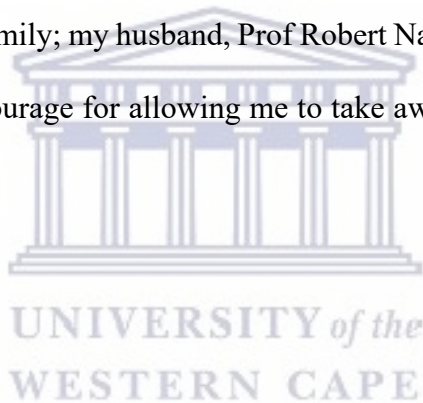 mily; my husband, Prof Robert Na
ourage for allowing me to take aw
UNIVERSITY of the
WESTERN CAPE